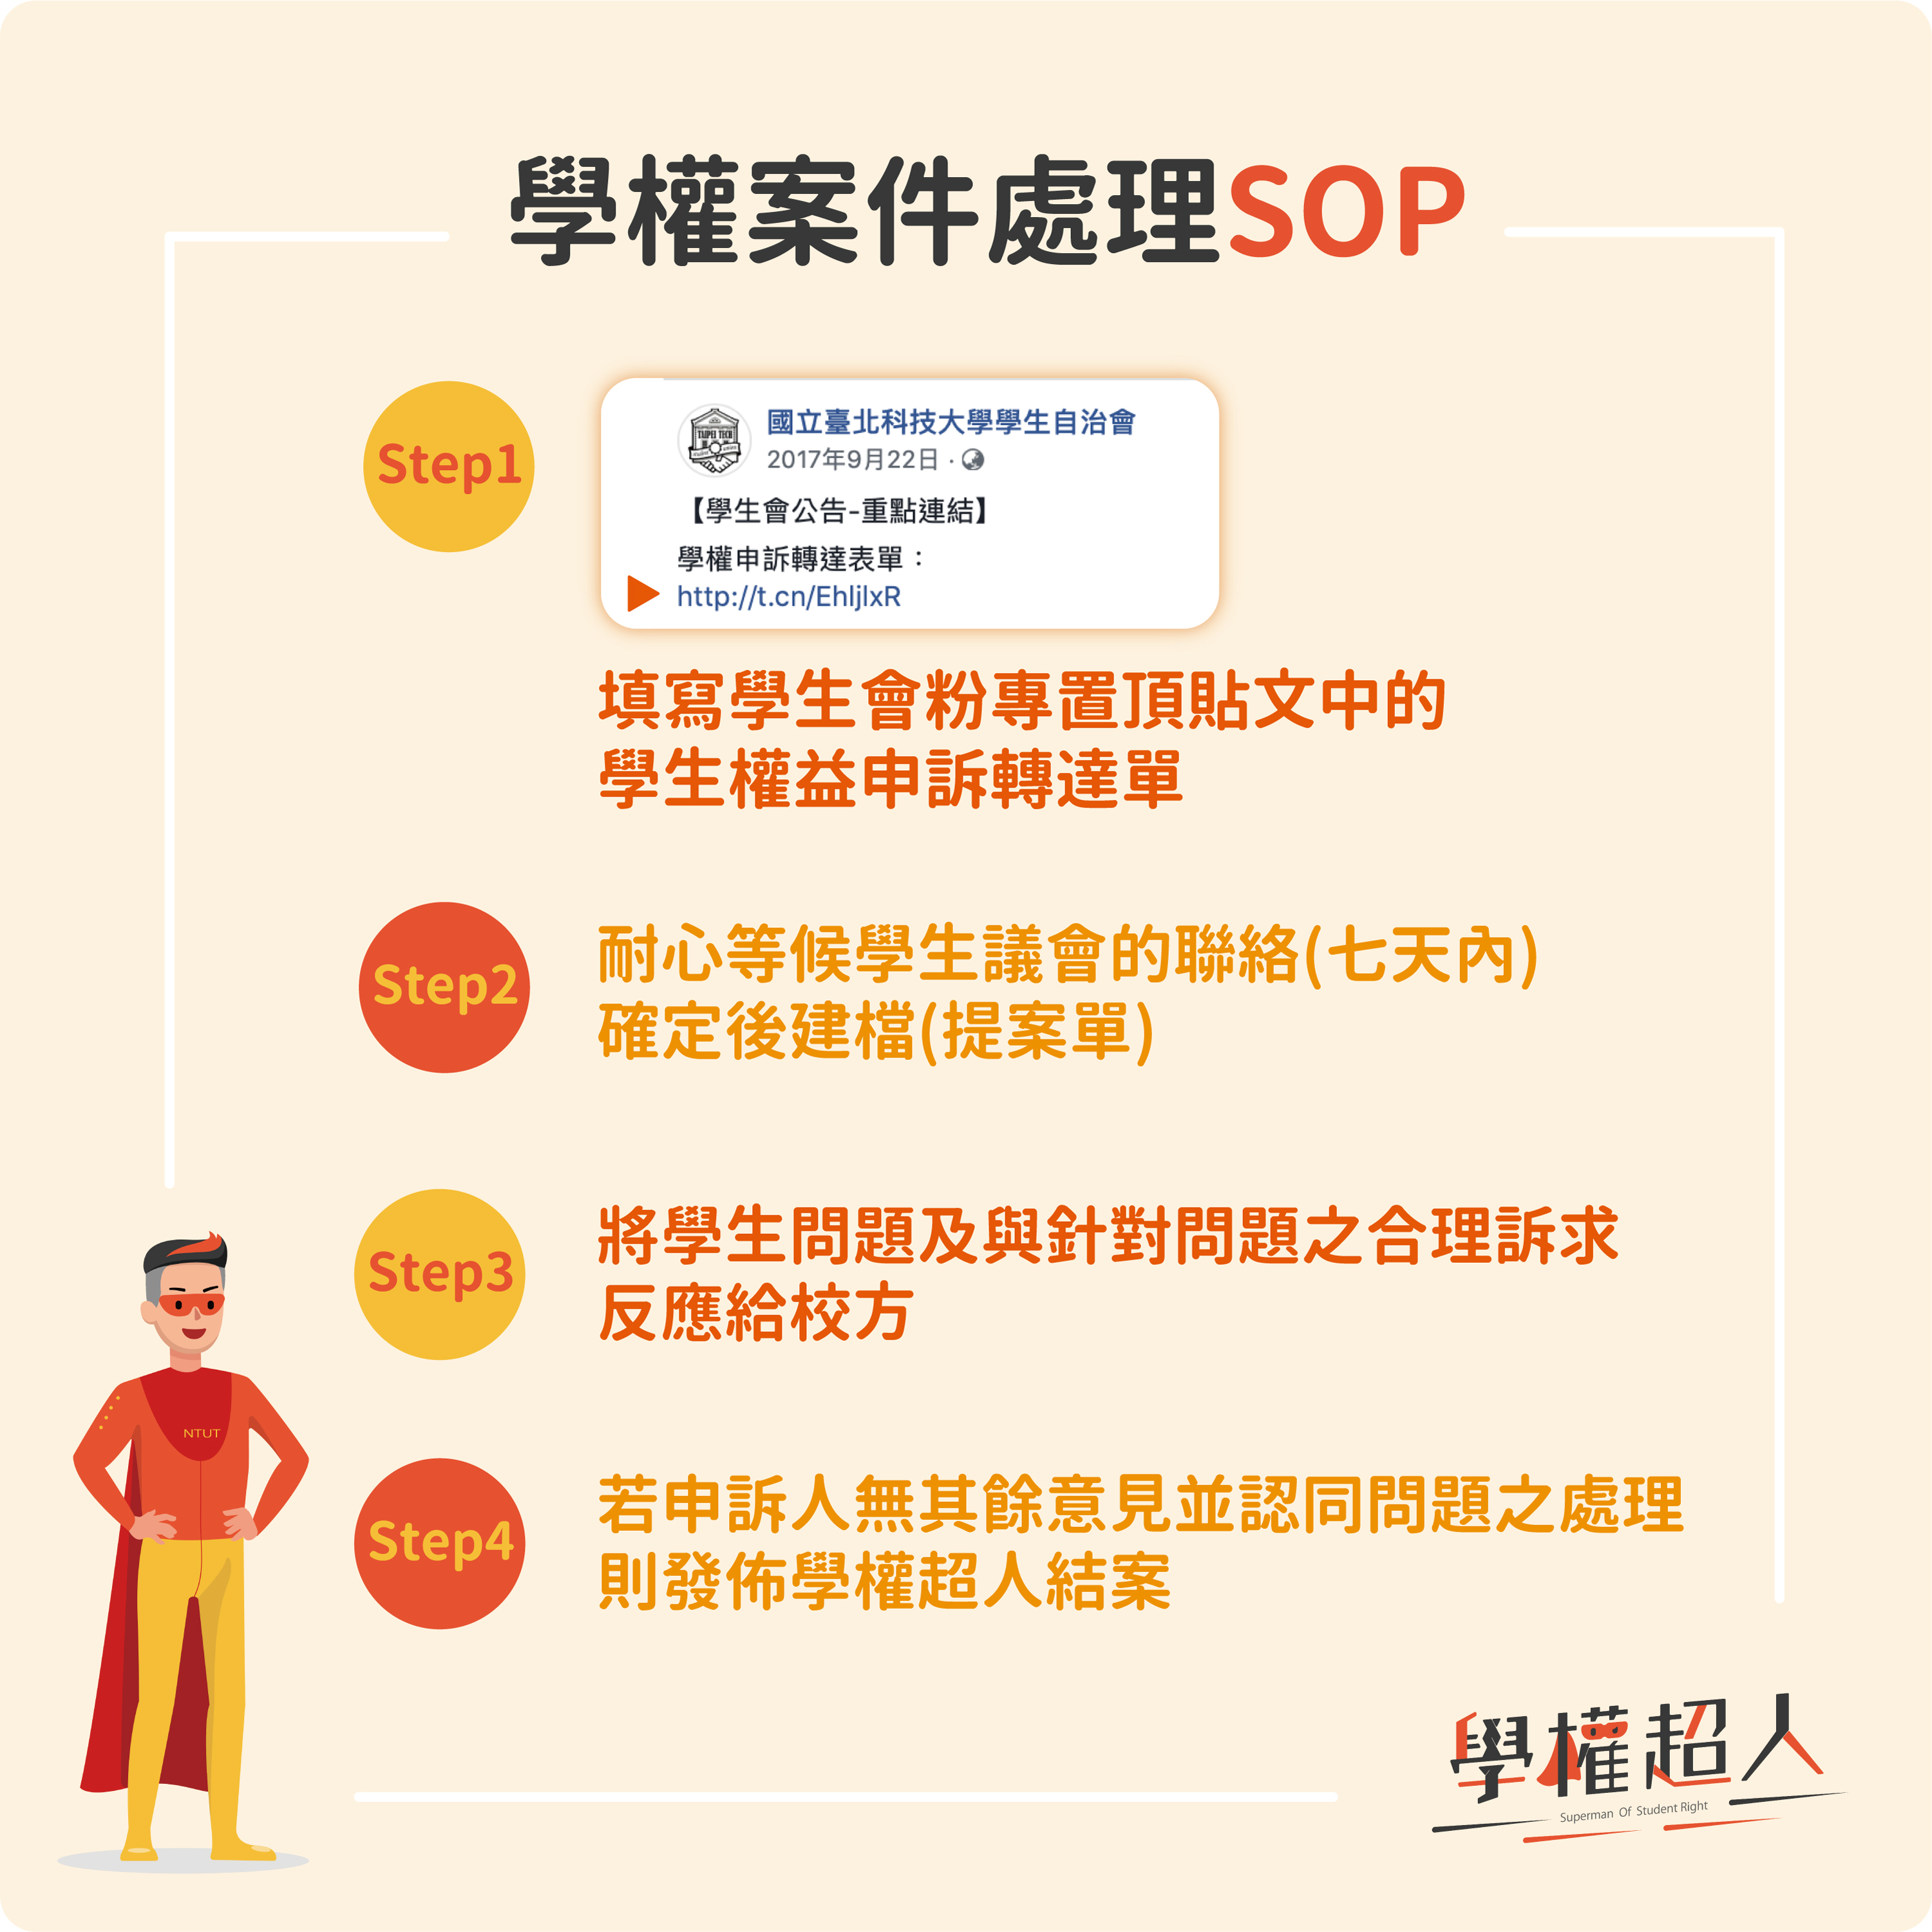 學權案件處理SOP
Step1
國立臺北科技大學學生自治會
2017年9月22日 ·
【學生會公告-重點連結】
學權申訴轉達表單：
http://t.cn/EhljlxR
TAIPEI TECH
填寫學生會粉專置頂貼文中的
學生權益申訴轉達單
Step2
耐心等候學生議會的聯絡(七天內)
確定後建檔(提案單)
Step3
將學生問題及與針對問題之合理訴求
反應給校方
NTUT
Step4
若申訴人無其餘意見並認同問題之處理
則發佈學權超人結案
學權超人
Superman Of Student Right